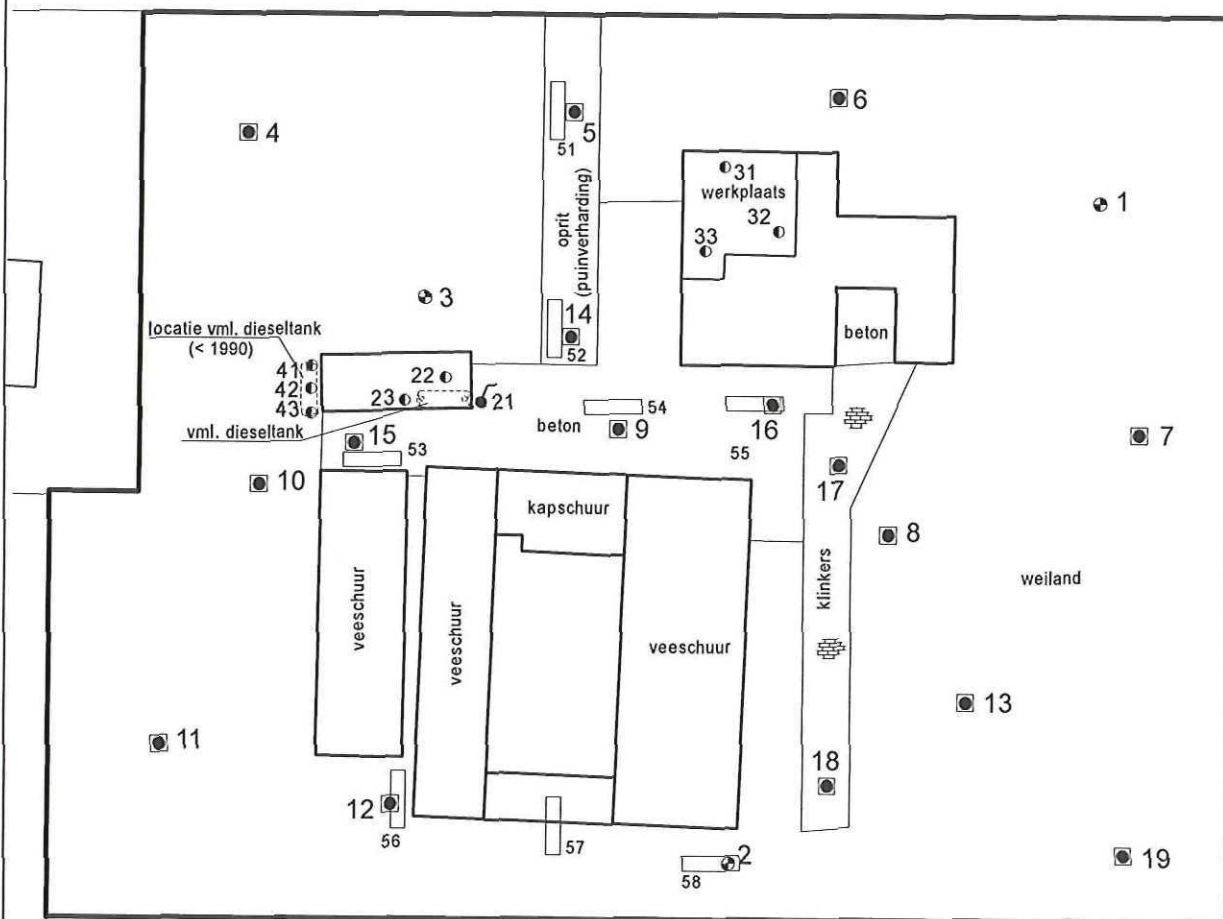 6
4
5
51
31
werkplaats
1
32
33
oprit
(puinverharding)
3
14
52
locatie vml. dieseltank
(< 1990)
beton
41
42
43
22
23
21
vml. dieseltank
15
53
beton
54
9
16
55
17
7
10
kapschuur
8
klinkers
weiland
veeschuur
veeschuur
veeschuur
13
11
18
12
56
57
2
58
19